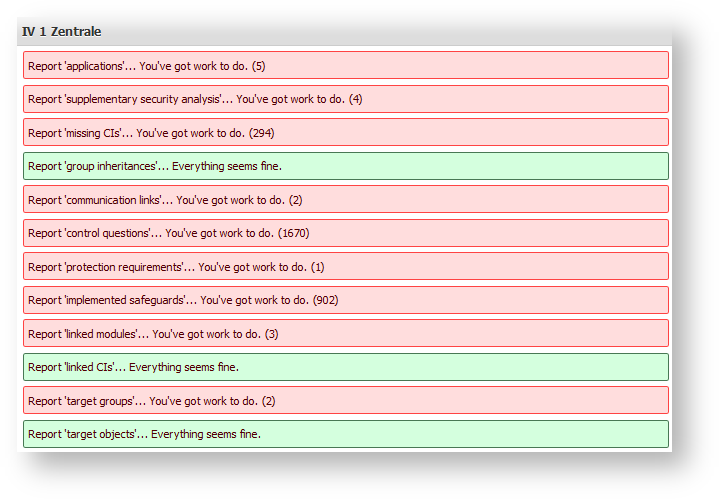 IV 1 Zentrale
Report 'applications'... You've got work to do. (5)
Report 'supplementary security analysis'... You've got work to do. (4)
Report 'missing CIs'... You've got work to do. (294)
Report 'group inheritances'... Everything seems fine.
Report 'communication links'... You've got work to do. (2)
Report 'control questions'... You've got work to do. (1670)
Report 'protection requirements'... You've got work to do. (1)
Report 'implemented safeguards'... You've got work to do. (902)
Report 'linked modules'... You've got work to do. (3)
Report 'linked CIs'... Everything seems fine.
Report 'target groups'... You've got work to do. (2)
Report 'target objects'... Everything seems fine.